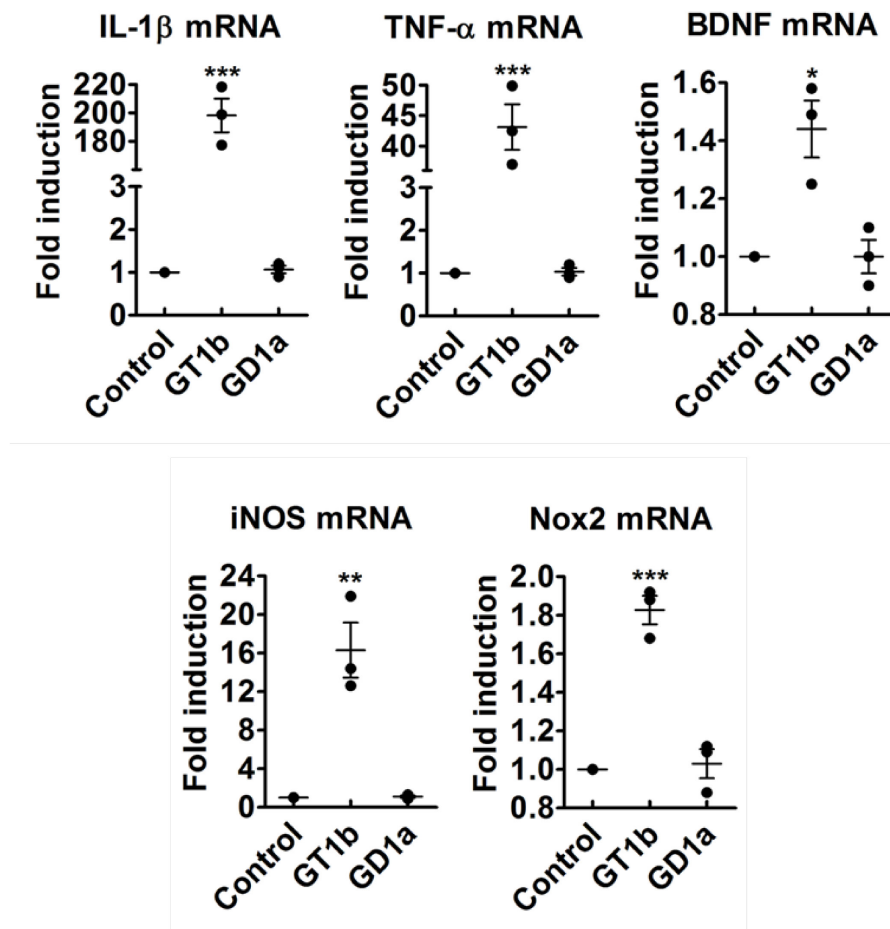 IL-1β mRNA
TNF-α mRNA
BDNF mRNA
Fold induction
220
200
180
3
2
1
0
***
Control
GT1b
GD1a
Fold induction
50
45
40
3
2
1
0
***
Control
GT1b
GD1a
Fold induction
1.6
1.4
1.2
1.0
0.8
*
Control
GT1b
GD1a
iNOS mRNA
Nox2 mRNA
Fold induction
24
20
16
12
8
4
0
**
Control
GT1b
GD1a
Fold induction
2.0
1.8
1.6
1.4
1.2
1.0
0.8
***
Control
GT1b
GD1a